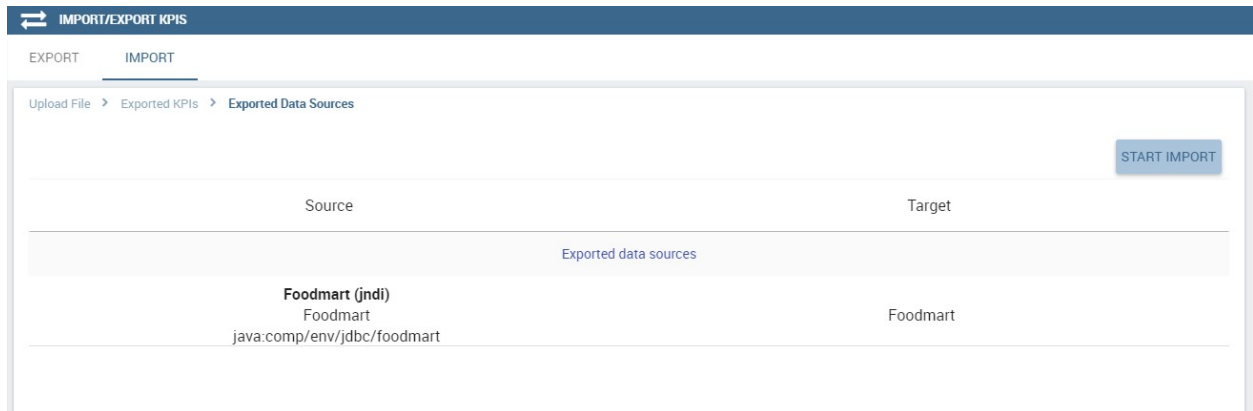 IMPORT/EXPORT KPIS
EXPORT IMPORT
Upload File > Exported KPIs > Exported Data Sources
START IMPORT
Source Target
Exported data sources
Foodmart (jndi)
Foodmart Foodmart
java:comp/env/jdbc/foodmart